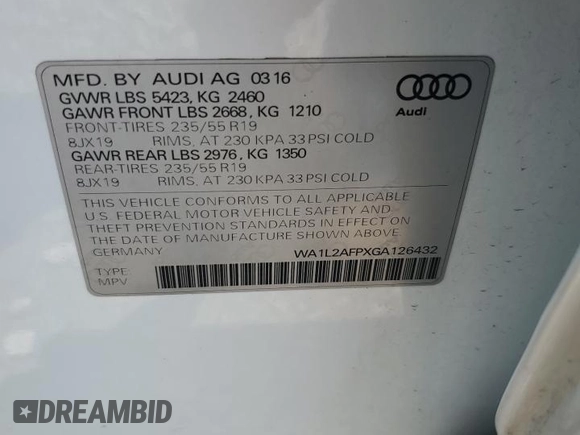 MFD. BY AUDI AG 03 16
GVWR LBS 5423, KG 2460
GAWR FRONT LBS 2668, KG 1210
FRONT-TIRES 235/55 R19
8JX19 RIMS, AT 230 KPA 33 PSI COLD
GAWR REAR LBS 2976, KG 1350
REAR-TIRES 235/55 R19
8JX19 RIMS, AT 230 KPA 33 PSI COLD
Audi
THIS VEHICLE CONFORMS TO ALL APPLICABLE
U.S. FEDERAL MOTOR VEHICLE SAFETY AND
THEFT PREVENTION STANDARDS IN EFFECT ON
THE DATE OF MANUFACTURE SHOWN ABOVE
GERMANY WA1L2AFPXGA126432
TYPE:
MPV
DREAMBID